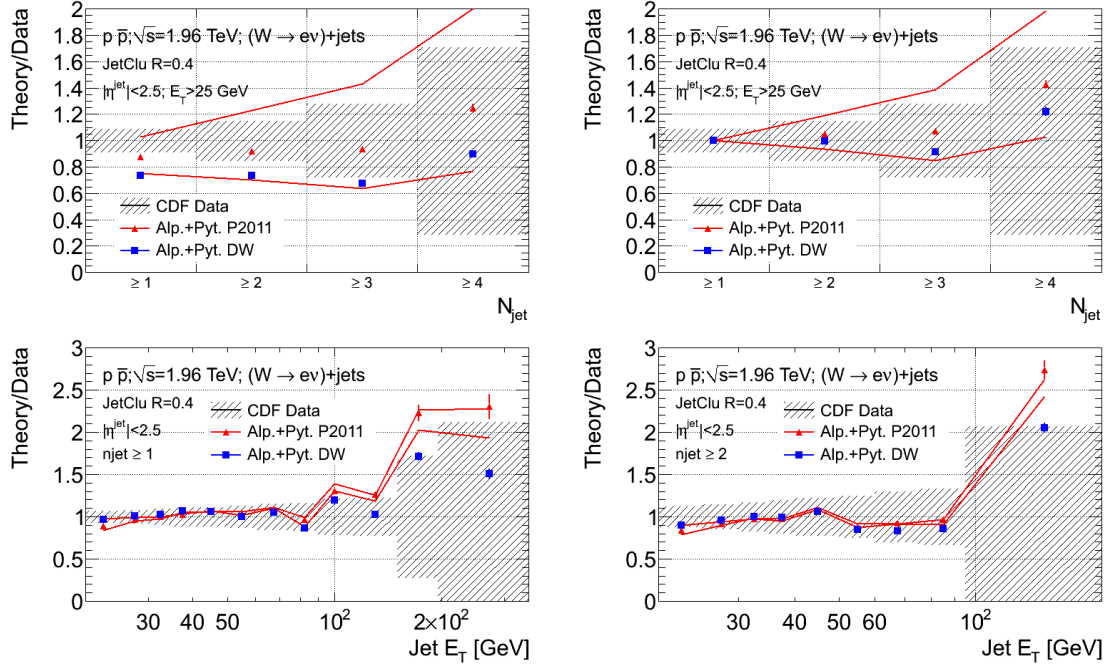 Theory/Data
2
1.8
1.6
1.4
1.2
1
0.8
0.6
0.4
0.2
0
p p̅;√s=1.96 TeV; (W → eν)+jets
JetClu R=0.4
|η^jet|<2.5; E_T>25 GeV
CDF Data
Alp.+Pyt. P2011
Alp.+Pyt. DW
≥ 1 ≥ 2 ≥ 3 ≥ 4
N_jet
Theory/Data
2
1.8
1.6
1.4
1.2
1
0.8
0.6
0.4
0.2
0
p p̅;√s=1.96 TeV; (W → eν)+jets
JetClu R=0.4
|η^jet|<2.5; E_T>25 GeV
CDF Data
Alp.+Pyt. P2011
Alp.+Pyt. DW
≥ 1 ≥ 2 ≥ 3 ≥ 4
N_jet
Theory/Data
3
2.5
2
1.5
1
0.5
0
p p̅;√s=1.96 TeV; (W → eν)+jets
JetClu R=0.4
|η^jet|<2.5
njet ≥ 1
CDF Data
Alp.+Pyt. P2011
Alp.+Pyt. DW
30 40 50 10² 2×10²
Jet E_T [GeV]
Theory/Data
3
2.5
2
1.5
1
0.5
0
p p̅;√s=1.96 TeV; (W → eν)+jets
JetClu R=0.4
|η^jet|<2.5
njet ≥ 2
CDF Data
Alp.+Pyt. P2011
Alp.+Pyt. DW
30 40 50 60 10²
Jet E_T [GeV]